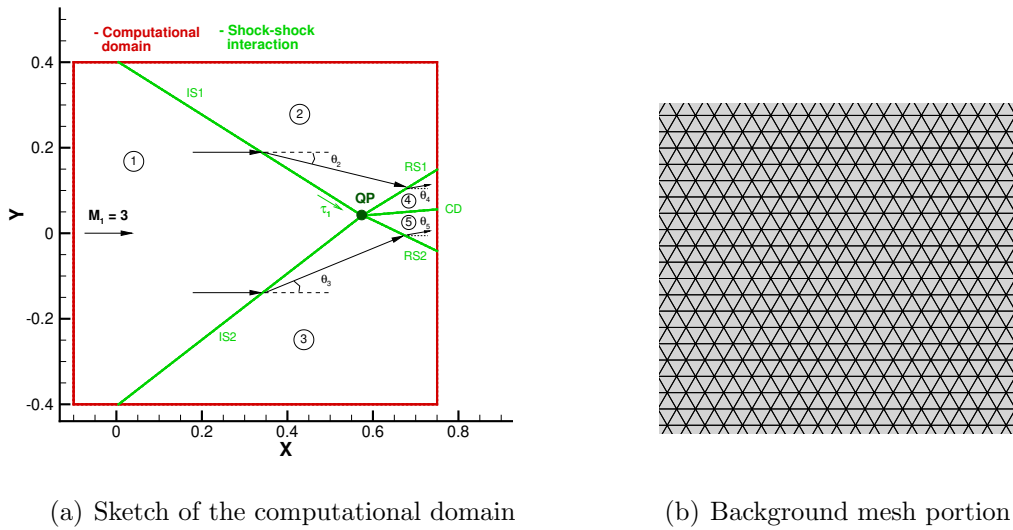 - Computational
domain
- Shock-shock
interaction
0.4
IS1
2
1
θ2
RS1
0.2
QP
4
θ4
τ1
CD
M1 = 3
5
θ5
Y
0
RS2
θ3
-0.2
IS2
3
-0.4
0
0.2
0.4
0.6
0.8
X
(a) Sketch of the computational domain
(b) Background mesh portion